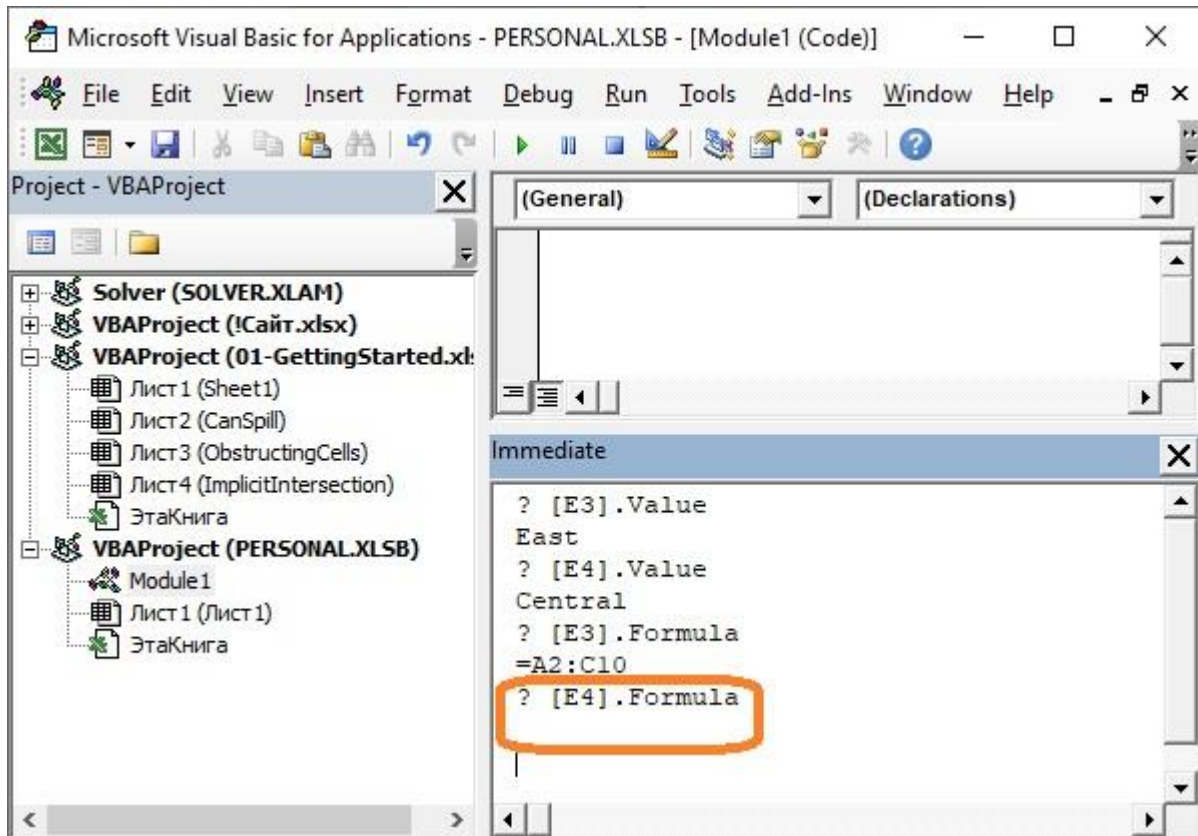 Microsoft Visual Basic for Applications - PERSONAL.XLSB - [Module1 (Code)]
File Edit View Insert Format Debug Run Tools Add-Ins Window Help
Project - VBAProject
(General) (Declarations)
Solver (SOLVER.XLAM)
VBAProject (!Сайт.xlsx)
VBAProject (01-GettingStarted.xl
Лист1 (Sheet1)
Лист2 (CanSpill)
Лист3 (ObstructingCells)
Лист4 (ImplicitIntersection)
ЭтаКнига
VBAProject (PERSONAL.XLSB)
Module1
Лист1 (Лист1)
ЭтаКнига
Immediate
? [E3].Value
East
? [E4].Value
Central
? [E3].Formula
=A2:C10
? [E4].Formula